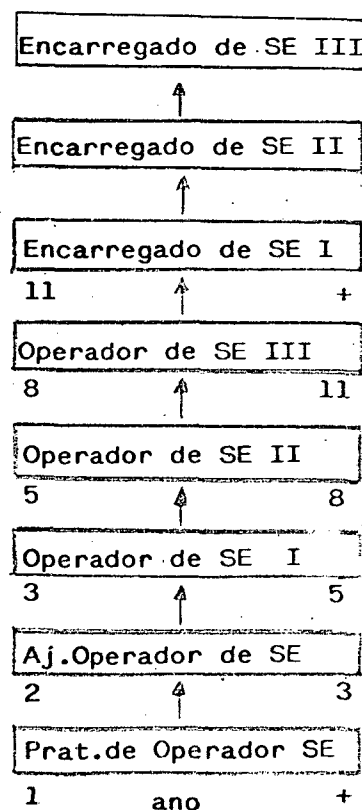 Encarregado de SE III
Encarregado de SE II
Encarregado de SE I
11 +
Operador de SE III
8 11
Operador de SE II
5 8
Operador de SE I
3 5
Aj.Operador de SE
2 3
Prat.de Operador SE
1 ano +